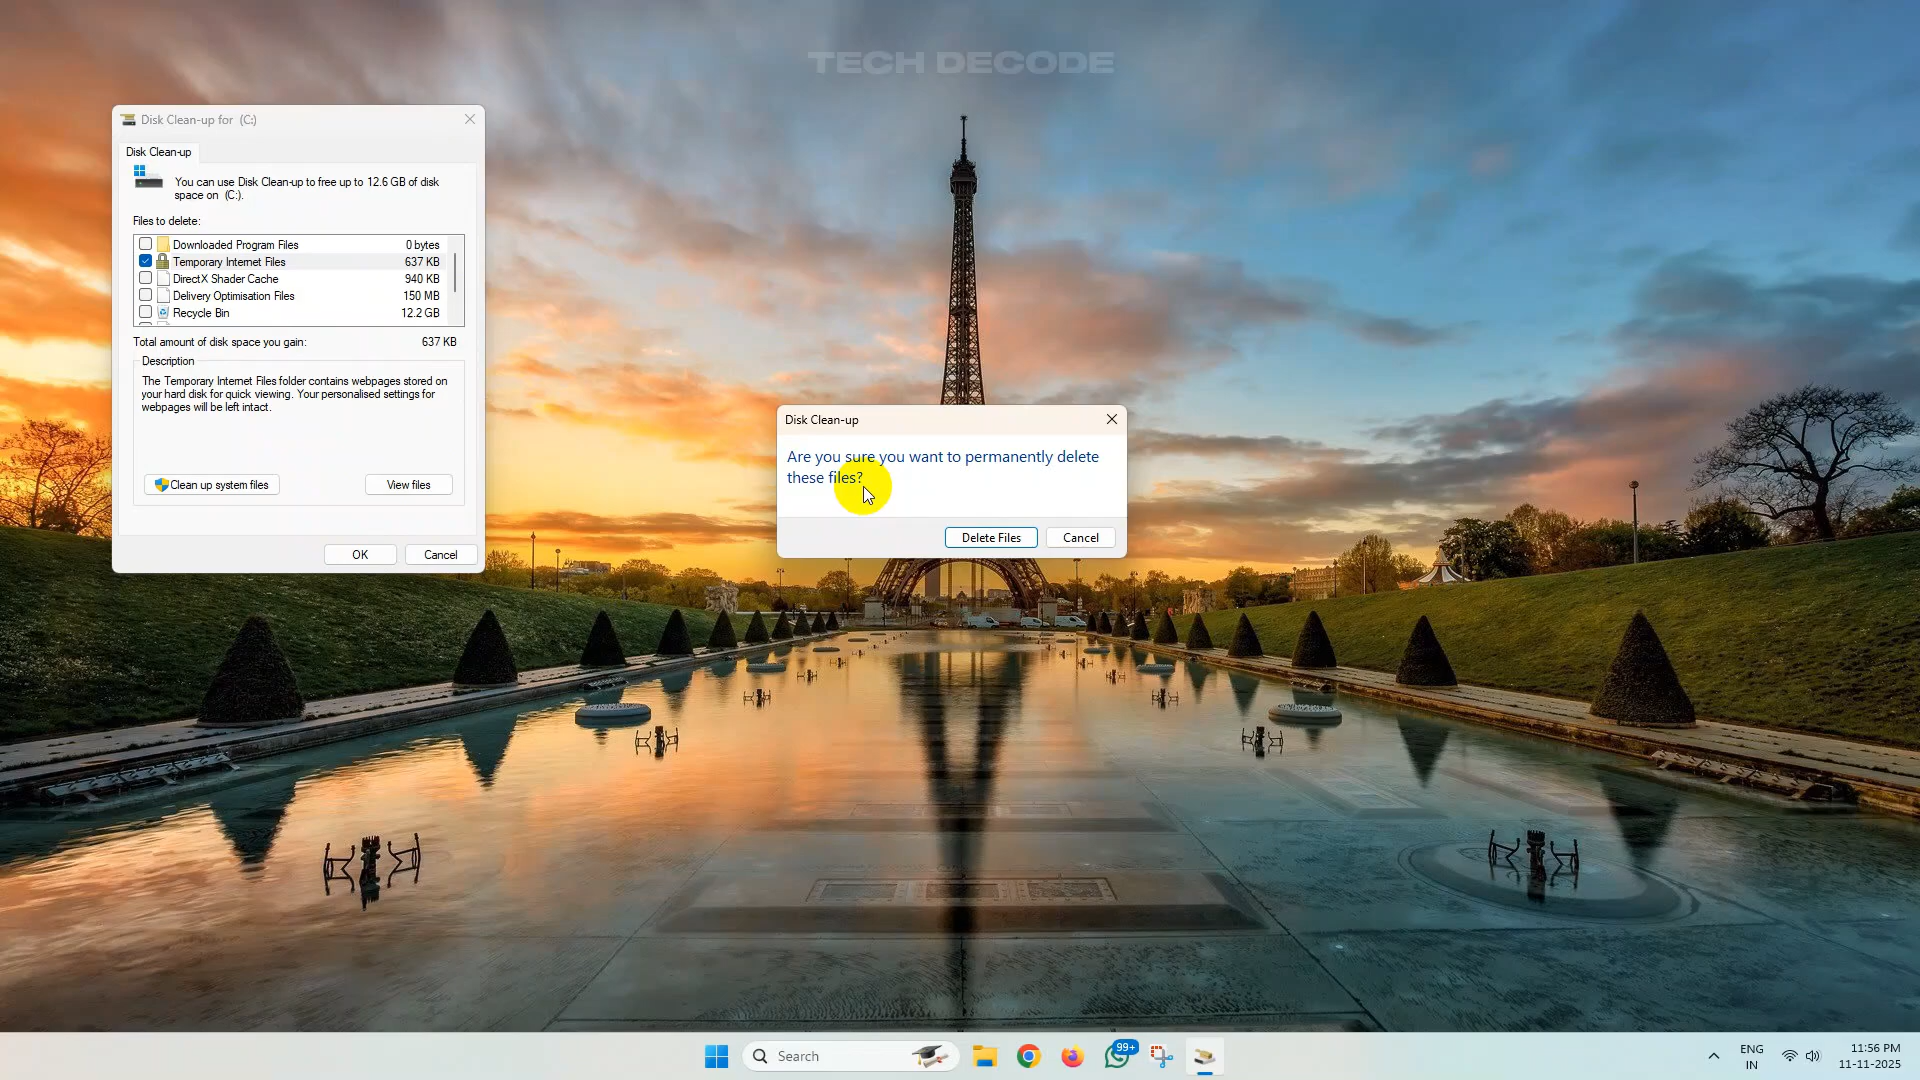 TECH DECODE
Disk Clean-up for (C:)
Disk Clean-up
You can use Disk Clean-up to free up to 12.6 GB of disk
space on (C:).
Files to delete:
Downloaded Program Files 0 bytes
Temporary Internet Files 637 KB
DirectX Shader Cache 940 KB
Delivery Optimisation Files 150 MB
Recycle Bin 12.2 GB
Total amount of disk space you gain: 637 KB
Description
The Temporary Internet Files folder contains webpages stored on
your hard disk for quick viewing. Your personalised settings for
webpages will be left intact.
Clean up system files View files
OK Cancel
Disk Clean-up
Are you sure you want to permanently delete
these files?
Delete Files Cancel
Search
99+
ENG
IN
11:56 PM
11-11-2025